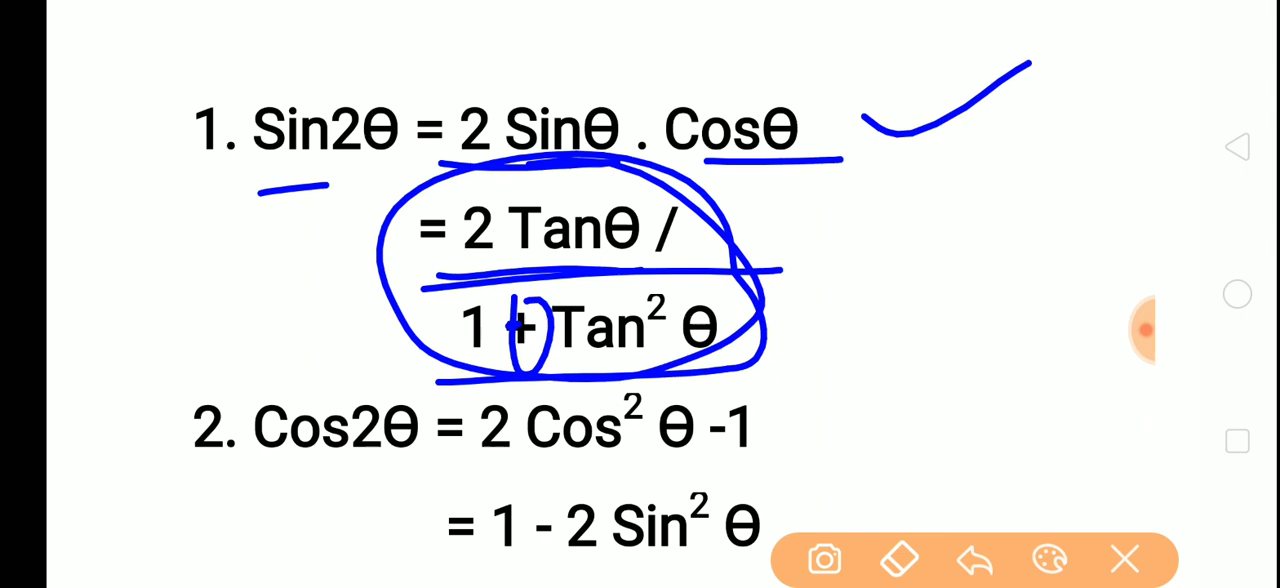 1. Sin2θ = 2 Sinθ . Cosθ
= 2 Tanθ /
1 + Tan² θ
2. Cos2θ = 2 Cos² θ -1
= 1 - 2 Sin² θ